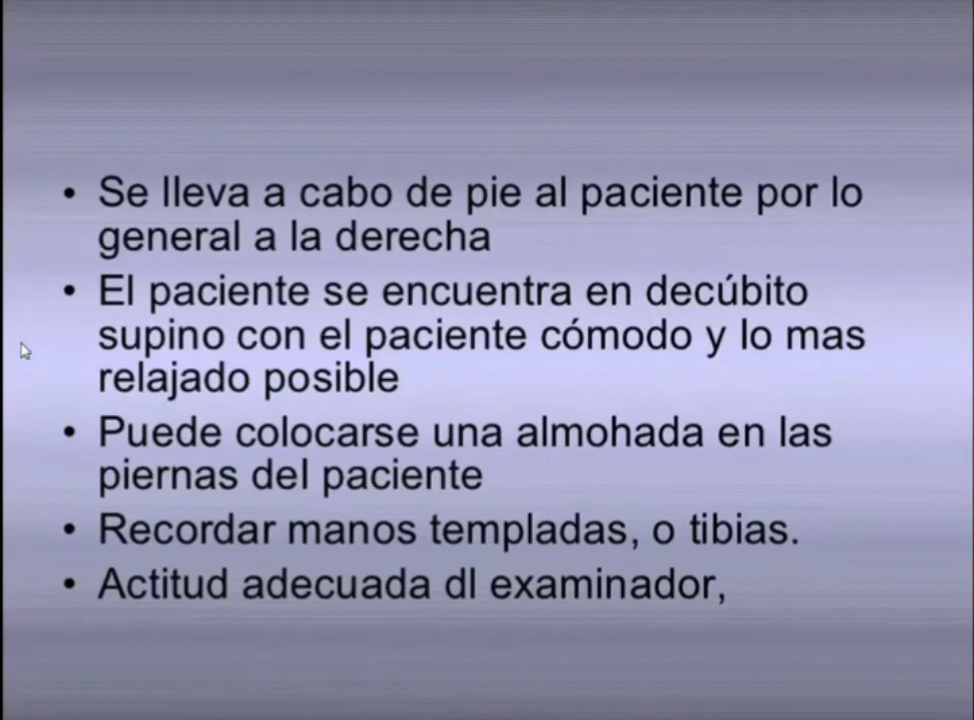 • Se lleva a cabo de pie al paciente por lo
general a la derecha
• El paciente se encuentra en decúbito
supino con el paciente cómodo y lo mas
relajado posible
• Puede colocarse una almohada en las
piernas del paciente
• Recordar manos templadas, o tibias.
• Actitud adecuada dl examinador,